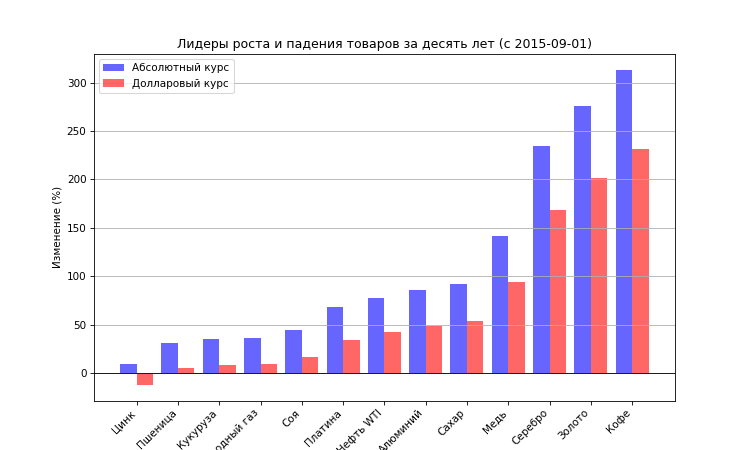 Лидеры роста и падения товаров за десять лет (с 2015-09-01)
Абсолютный курс
Долларовый курс
Изменение (%)
300
250
200
150
100
50
0
Цинк
Пшеница
Кукуруза
одный газ
Соя
Платина
Нефть WTI
Алюминий
Сахар
Медь
Серебро
Золото
Кофе